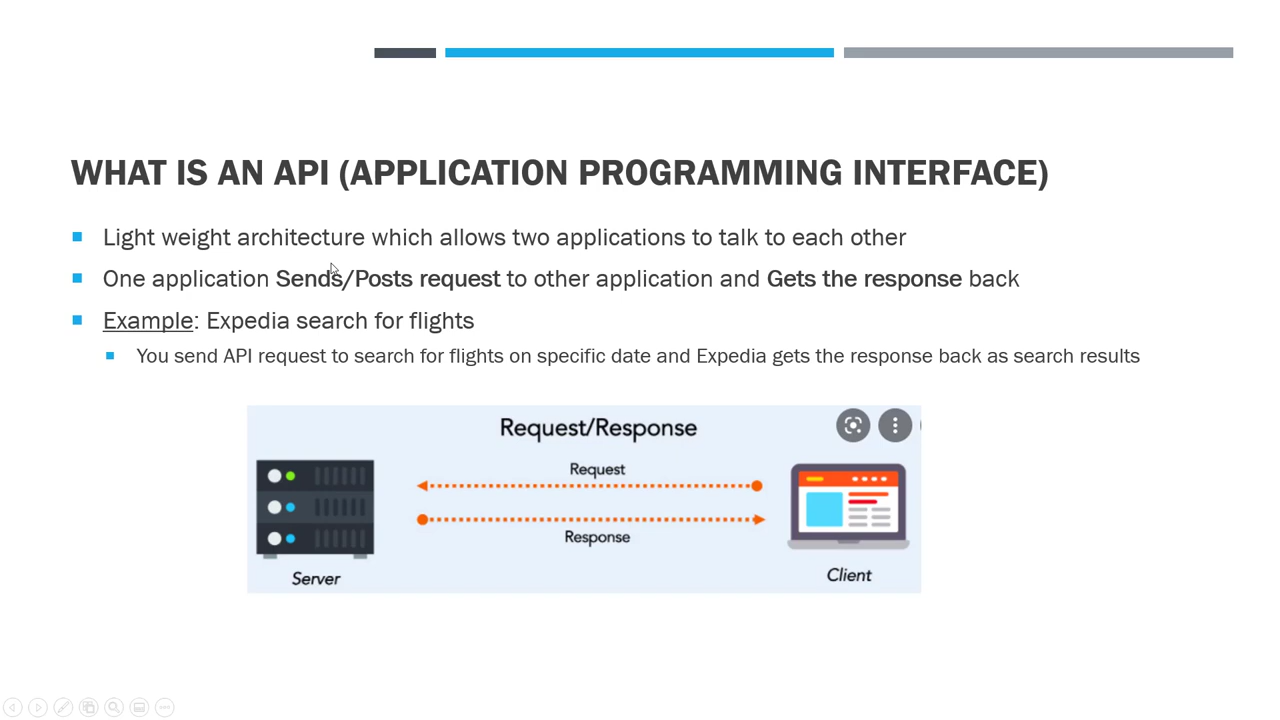 WHAT IS AN API (APPLICATION PROGRAMMING INTERFACE)
Light weight architecture which allows two applications to talk to each other
One application Sends/Posts request to other application and Gets the response back
Example: Expedia search for flights
You send API request to search for flights on specific date and Expedia gets the response back as search results
Request/Response
Request
Response
Server
Client